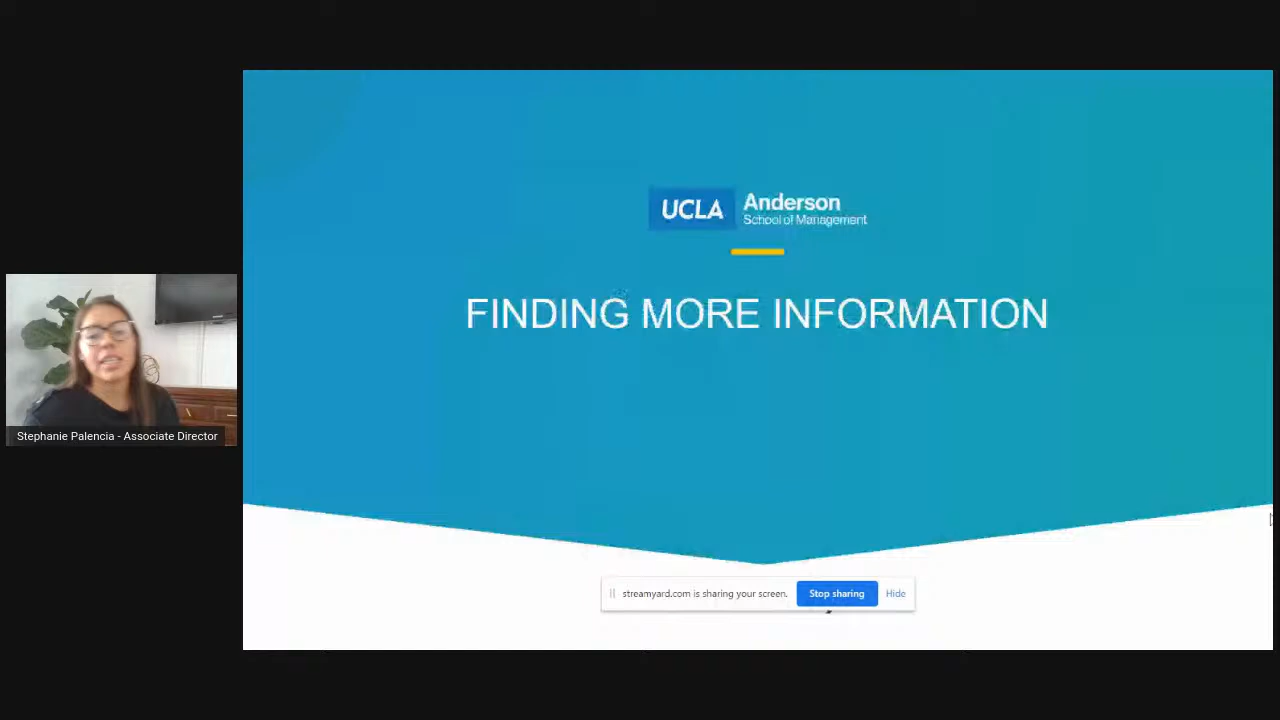 UCLA Anderson
School of Management
FINDING MORE INFORMATION
Stephanie Palencia - Associate Director
streamyard.com is sharing your screen. Stop sharing Hide